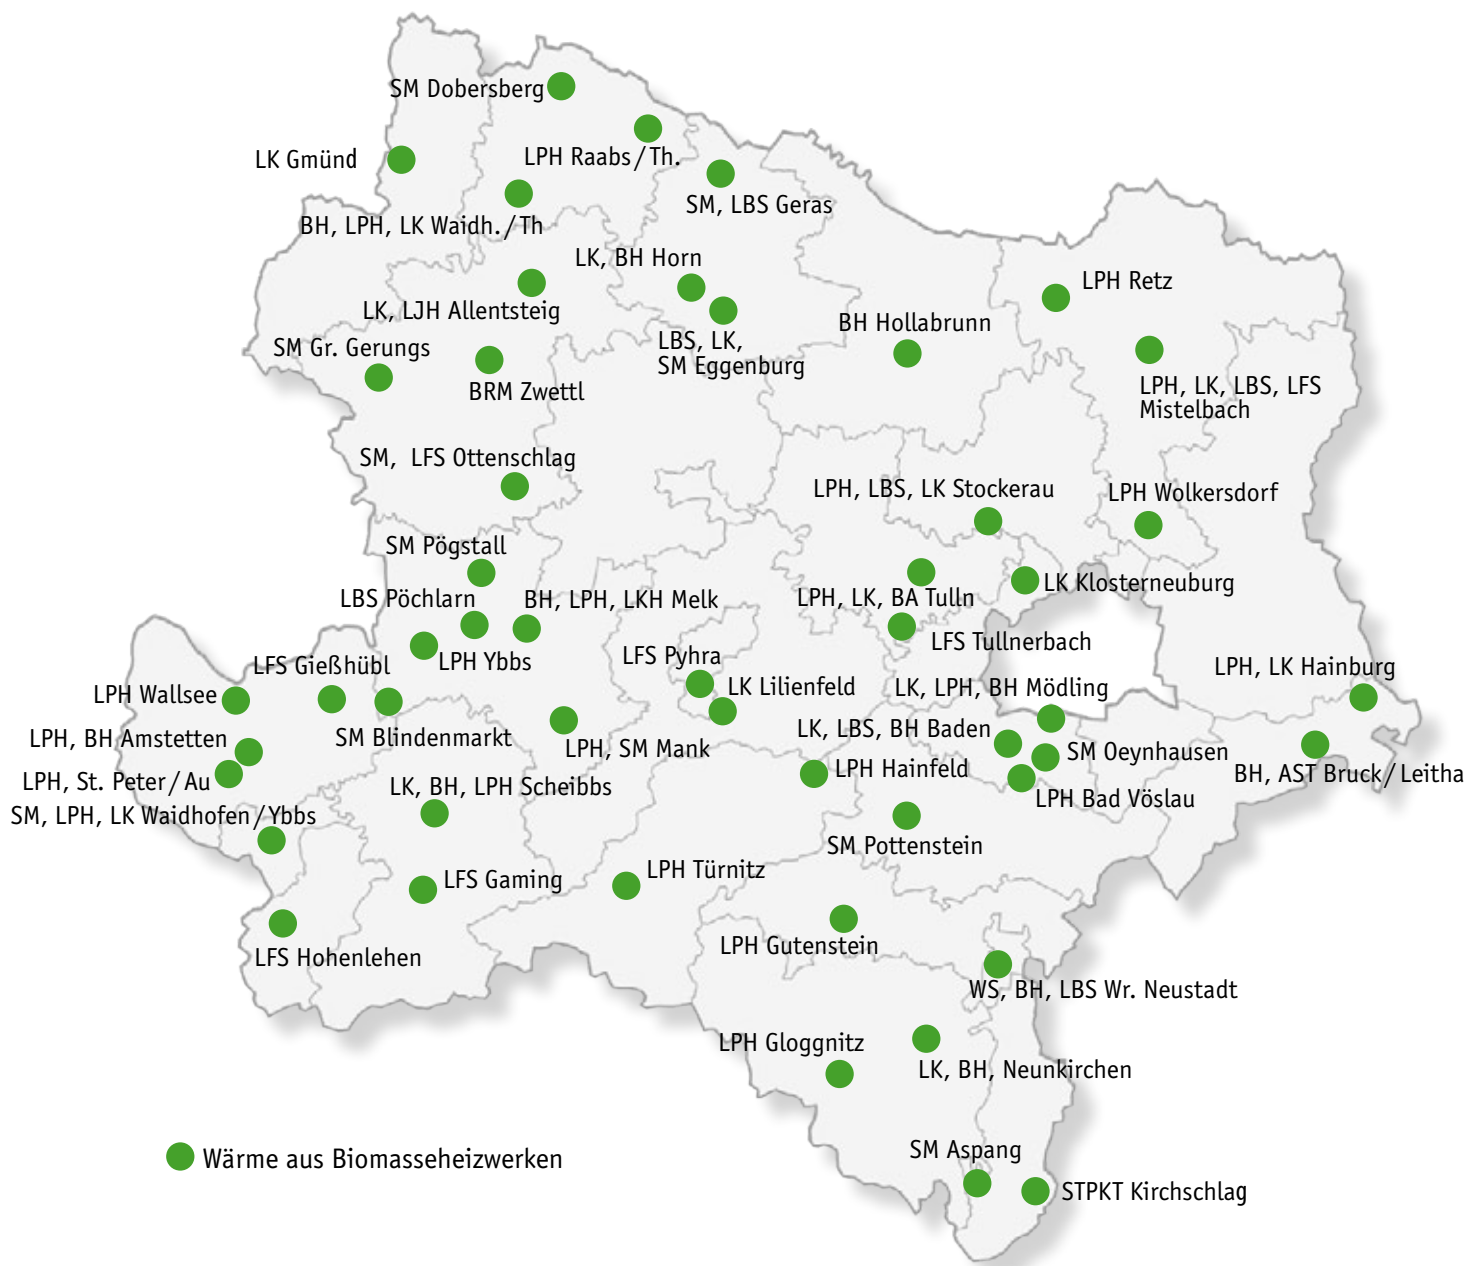 SM Dobersberg
LK Gmünd
LPH Raabs/Th.
SM, LBS Geras
BH, LPH, LK Waidh./Th
LK, BH Horn
LPH Retz
LK, LJH Allentsteig
BH Hollabrunn
LBS, LK,
SM Eggenburg
SM Gr. Gerungs
BRM Zwettl
LPH, LK, LBS, LFS
Mistelbach
SM, LFS Ottenschlag
LPH, LBS, LK Stockerau
LPH Wolkersdorf
SM Pögstall
LK Klosterneuburg
LBS Pöchlarn
BH, LPH, LKH Melk
LPH, LK, BA Tulln
LFS Tullnerbach
LFS Gießhübl
LPH Ybbs
LFS Pyhra
LPH, LK Hainburg
LPH Wallsee
LK Lilienfeld
LK, LPH, BH Mödling
LPH, BH Amstetten
SM Blindenmarkt
LPH, SM Mank
LK, LBS, BH Baden
SM Oeynhausen
LPH, St. Peter/Au
LPH Hainfeld
BH, AST Bruck/Leitha
LK, BH, LPH Scheibbs
LPH Bad Vöslau
SM, LPH, LK Waidhofen/Ybbs
SM Pottenstein
LFS Gaming
LPH Türnitz
LFS Hohenlehen
LPH Gutenstein
WS, BH, LBS Wr. Neustadt
LPH Gloggnitz
LK, BH, Neunkirchen
SM Aspang
Wärme aus Biomasseheizwerken
STPKT Kirchschlag